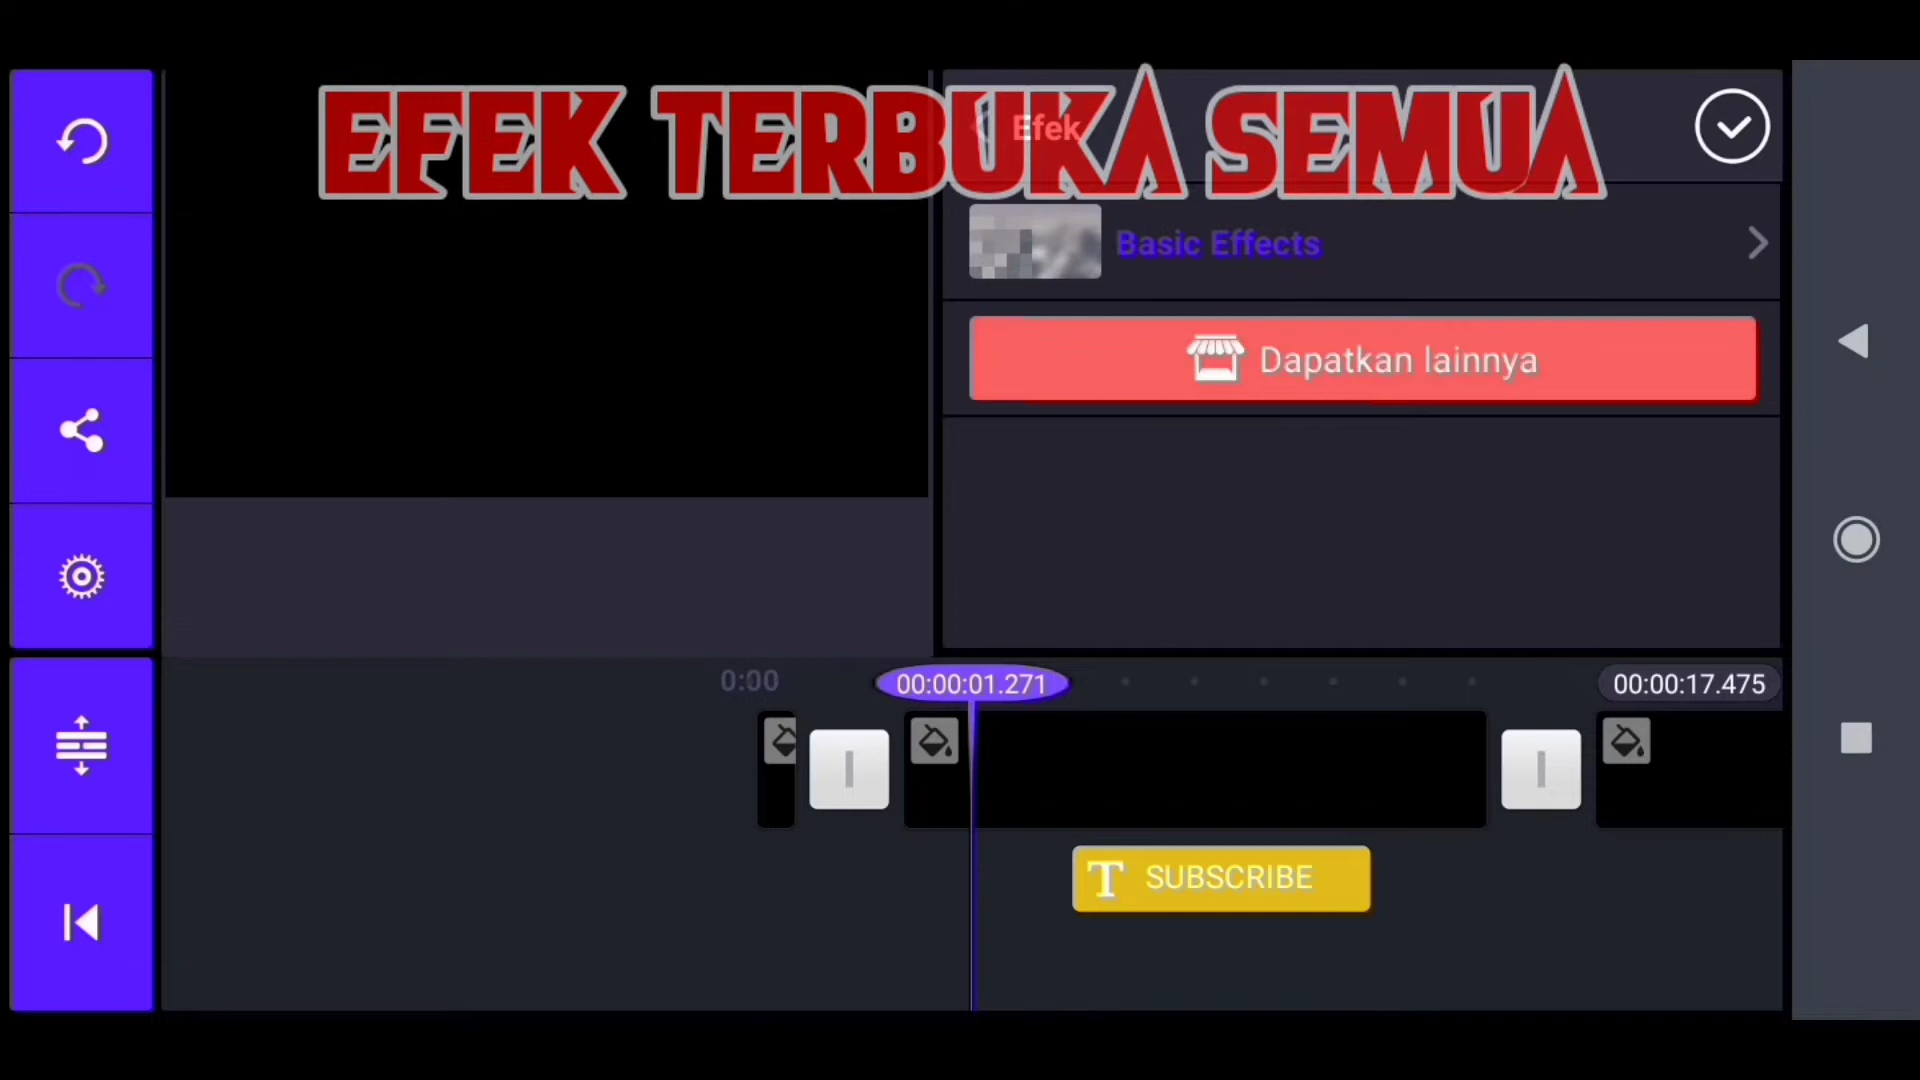 EFEK TERBUKA SEMUA
Efek
Basic Effects
Dapatkan lainnya
0:00
00:00:01.271
00:00:17.475
T SUBSCRIBE